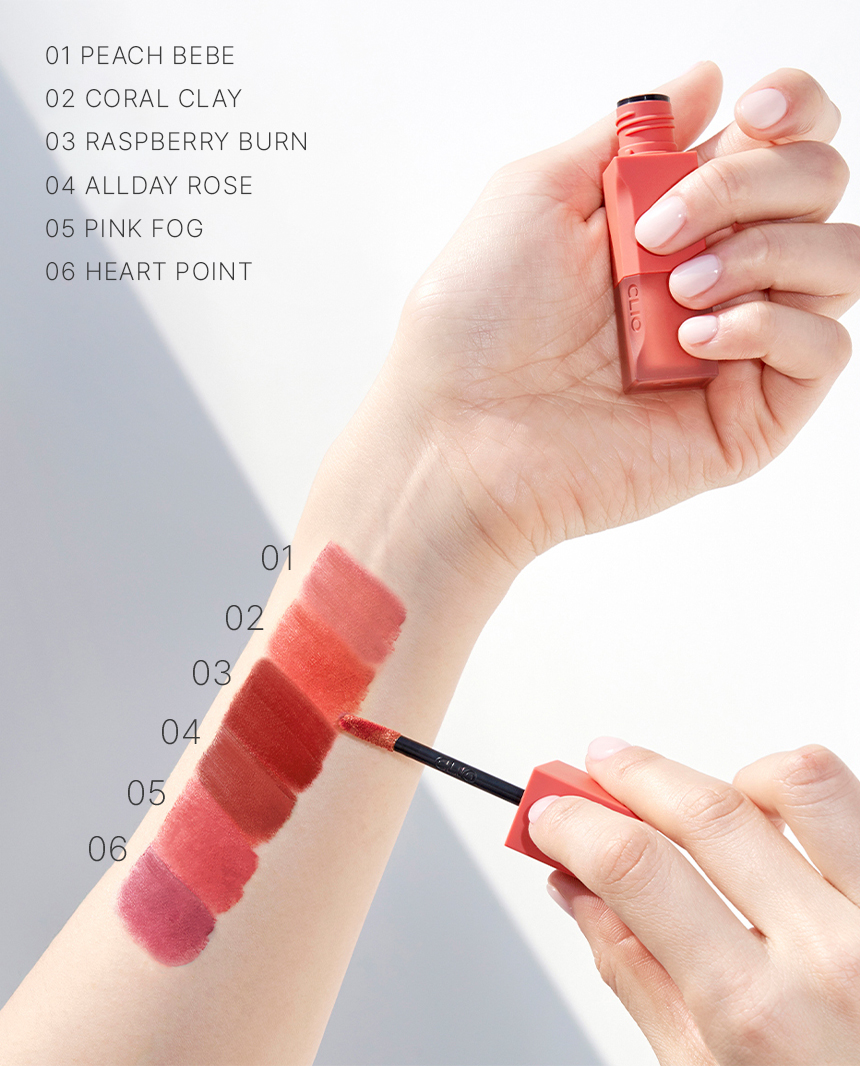 01 PEACH BEBE
02 CORAL CLAY
03 RASPBERRY BURN
04 ALLDAY ROSE
05 PINK FOG
06 HEART POINT
CLIO
01
02
03
04
05
06